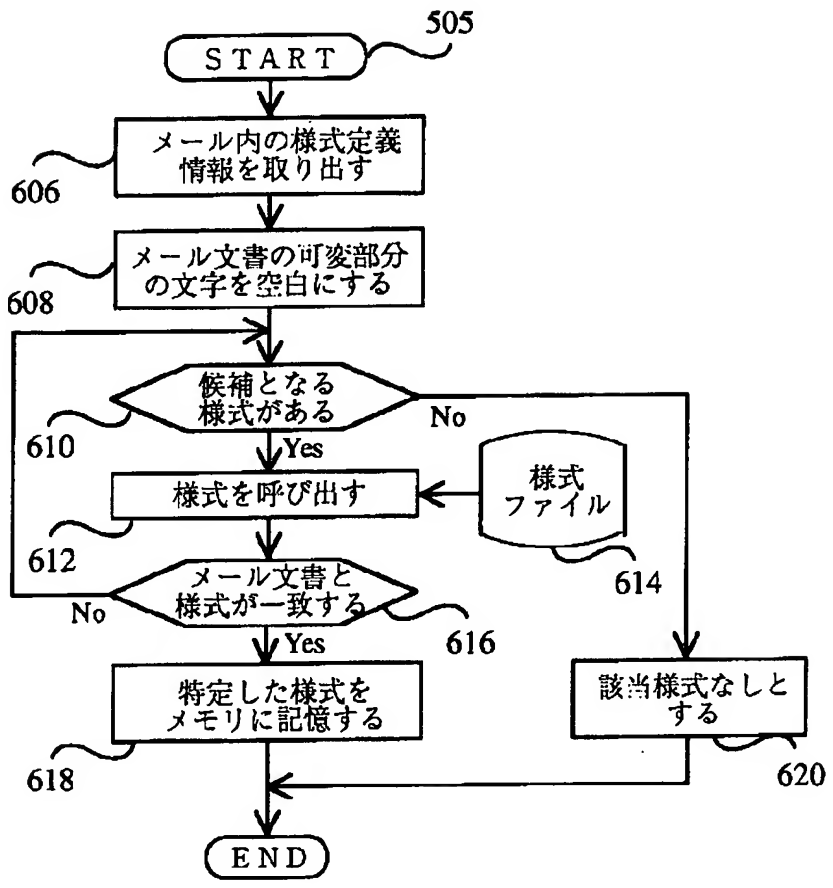 505
START
メール内の様式定義
情報を取り出す
606
メール文書の可変部分
の文字を空白にする
608
候補となる
様式がある
610
No
Yes
様式を呼び出す
612
様式
ファイル
614
メール文書と
様式が一致する
No
616
Yes
特定した様式を
メモリに記憶する
618
該当様式なしと
する
620
END